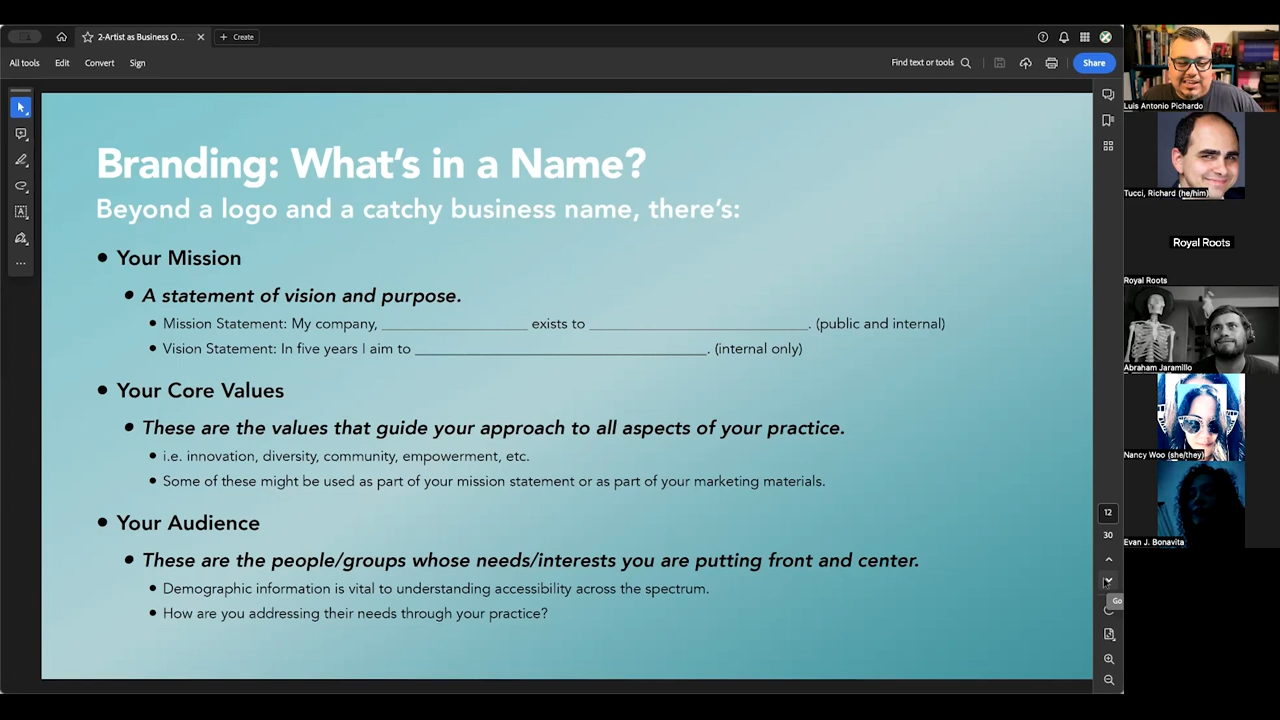 2-Artist as Business O...
Create
All tools
Edit
Convert
Sign
Find text or tools
Share
Branding: What's in a Name?
Beyond a logo and a catchy business name, there's:
• Your Mission
• A statement of vision and purpose.
• Mission Statement: My company, ________________ exists to ________________________. (public and internal)
• Vision Statement: In five years I aim to ________________________________. (internal only)
• Your Core Values
• These are the values that guide your approach to all aspects of your practice.
• i.e. innovation, diversity, community, empowerment, etc.
• Some of these might be used as part of your mission statement or as part of your marketing materials.
• Your Audience
• These are the people/groups whose needs/interests you are putting front and center.
• Demographic information is vital to understanding accessibility across the spectrum.
• How are you addressing their needs through your practice?
12
30
Go
Luis Antonio Pichardo
Tucci, Richard (he/him)
Royal Roots
Royal Roots
Abraham Jaramillo
Nancy Woo (she/they)
Evan J. Bonavita